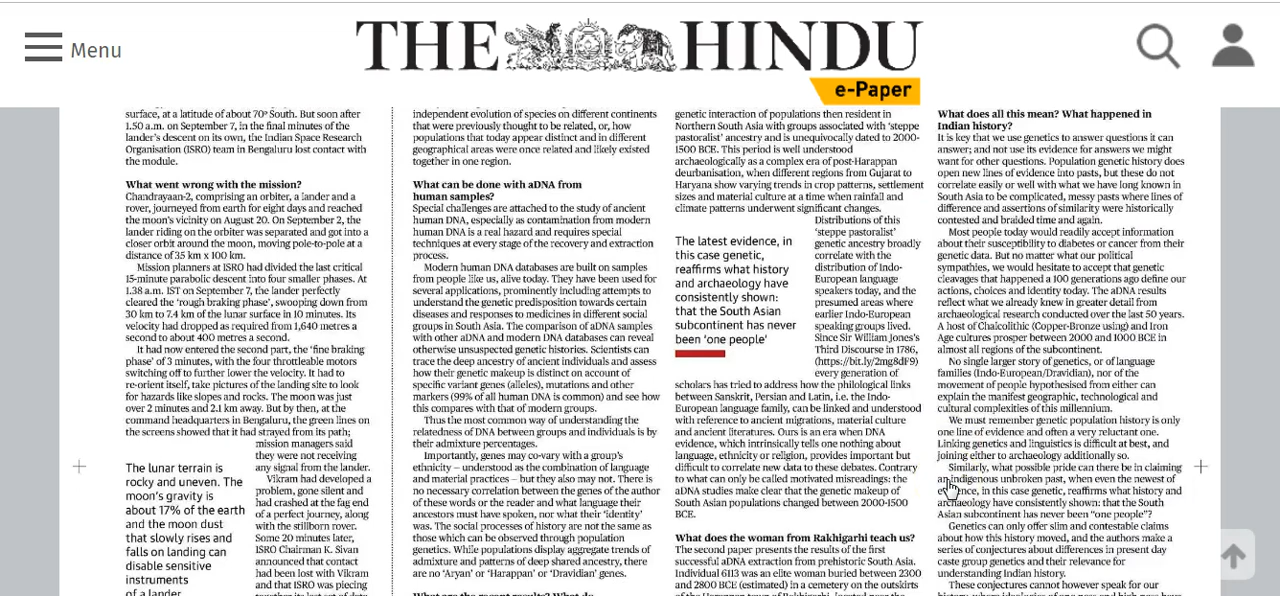 Menu
THE HINDU
e-Paper
surface, at a latitude of about 70º South. But soon after
1.50 a.m. on September 7, in the final minutes of the
lander's descent on its own, the Indian Space Research
Organisation (ISRO) team in Bengaluru lost contact with
the module.
What went wrong with the mission?
Chandrayaan-2, comprising an orbiter, a lander and a
rover, journeyed from earth for eight days and reached
the moon's vicinity on August 20. On September 2, the
lander riding on the orbiter was separated and got into a
closer orbit around the moon, moving pole-to-pole at a
distance of 35 km x 100 km.
Mission planners at ISRO had divided the last critical
15-minute parabolic descent into four smaller phases. At
1.38 a.m. IST on September 7, the lander perfectly
cleared the 'rough braking phase', swooping down from
30 km to 7.4 km of the lunar surface in 10 minutes. Its
velocity had dropped as required from 1,640 metres a
second to about 400 metres a second.
It had now entered the second part, the 'fine braking
phase' of 3 minutes, with the four throttleable motors
switching off to further lower the velocity. It had to
re-orient itself, take pictures of the landing site to look
for hazards like slopes and rocks. The moon was just
over 2 minutes and 2.1 km away. But by then, at the
command headquarters in Bengaluru, the green lines on
the screens showed that it had strayed from its path;
mission managers said
they were not receiving
any signal from the lander.
Vikram had developed a
problem, gone silent and
had crashed at the fag end
of a perfect journey, along
with the stillborn rover.
Some 20 minutes later,
ISRO Chairman K. Sivan
announced that contact
had been lost with Vikram
and that ISRO was piecing
The lunar terrain is
rocky and uneven. The
moon's gravity is
about 17% of the earth
and the moon dust
that slowly rises and
falls on landing can
disable sensitive
instruments
of a lander
independent evolution of species on different continents
that were previously thought to be related, or, how
populations that today appear distinct and in different
geographical areas were once related and likely existed
together in one region.
What can be done with aDNA from
human samples?
Special challenges are attached to the study of ancient
human DNA, especially as contamination from modern
human DNA is a real hazard and requires special
techniques at every stage of the recovery and extraction
process.
Modern human DNA databases are built on samples
from people like us, alive today. They have been used for
several applications, prominently including attempts to
understand the genetic predisposition towards certain
diseases and responses to medicines in different social
groups in South Asia. The comparison of aDNA samples
with other aDNA and modern DNA databases can reveal
otherwise unsuspected genetic histories. Scientists can
trace the deep ancestry of ancient individuals and assess
how their genetic makeup is distinct on account of
specific variant genes (alleles), mutations and other
markers (99% of all human DNA is common) and see how
this compares with that of modern groups.
Thus the most common way of understanding the
relatedness of DNA between groups and individuals is by
their admixture percentages.
Importantly, genes may co-vary with a group's
ethnicity – understood as the combination of language
and material practices – but they also may not. There is
no necessary correlation between the genes of the author
of these words or the reader and what language their
ancestors must have spoken, nor what their 'identity'
was. The social processes of history are not the same as
those which can be observed through population
genetics. While populations display aggregate trends of
admixture and patterns of deep shared ancestry, there
are no 'Aryan' or 'Harappan' or 'Dravidian' genes.
genetic interaction of populations then resident in
Northern South Asia with groups associated with 'steppe
pastoralist' ancestry and is unequivocally dated to 2000-
1500 BCE. This period is well understood
archaeologically as a complex era of post-Harappan
deurbanisation, when different regions from Gujarat to
Haryana show varying trends in crop patterns, settlement
sizes and material culture at a time when rainfall and
climate patterns underwent significant changes.
Distributions of this
'steppe pastoralist'
genetic ancestry broadly
correlate with the
distribution of Indo-
European language
speakers today, and the
presumed areas where
earlier Indo-European
speaking groups lived.
Since Sir William Jones's
Third Discourse in 1786,
(https://bit.ly/2mg8dF9)
every generation of
The latest evidence, in
this case genetic,
reaffirms what history
and archaeology have
consistently shown:
that the South Asian
subcontinent has never
been 'one people'
scholars has tried to address how the philological links
between Sanskrit, Persian and Latin, i.e. the Indo-
European language family, can be linked and understood
with reference to ancient migrations, material culture
and ancient literatures. Ours is an era when DNA
evidence, which intrinsically tells one nothing about
language, ethnicity or religion, provides important but
difficult to correlate new data to these debates. Contrary
to what can only be called motivated misreadings: the
aDNA studies make clear that the genetic makeup of
South Asian populations changed between 2000-1500
BCE.
What does the woman from Rakhigarhi teach us?
The second paper presents the results of the first
successful aDNA extraction from prehistoric South Asia.
Individual 6113 was an elite woman buried between 2300
and 2800 BCE (estimated) in a cemetery on the outskirts
What does all this mean? What happened in
Indian history?
It is key that we use genetics to answer questions it can
answer; and not use its evidence for answers we might
want for other questions. Population genetic history does
open new lines of evidence into pasts, but these do not
correlate easily or well with what we have long known in
South Asia to be complicated, messy pasts where lines of
difference and assertions of similarity were historically
contested and braided time and again.
Most people today would readily accept information
about their susceptibility to diabetes or cancer from their
genetic data. But no matter what our political
sympathies, we would hesitate to accept that genetic
cleavages that happened a 100 generations ago define our
actions, choices and identity today. The aDNA results
reflect what we already knew in greater detail from
archaeological research conducted over the last 50 years.
A host of Chalcolithic (Copper-Bronze using) and Iron
Age cultures prosper between 2000 and 1000 BCE in
almost all regions of the subcontinent.
No single larger story of genetics, or of language
families (Indo-European/Dravidian), nor of the
movement of people hypothesised from either can
explain the manifest geographic, technological and
cultural complexities of this millennium.
We must remember genetic population history is only
one line of evidence and often a very reluctant one.
Linking genetics and linguistics is difficult at best, and
joining either to archaeology additionally so.
Similarly, what possible pride can there be in claiming
an indigenous unbroken past, when even the newest of
in this case genetic, reaffirms what history and
archaeology have consistently shown: that the South
Asian subcontinent has never been "one people"?
Genetics can only offer slim and contestable claims
about how this history moved, and the authors make a
series of conjectures about differences in present day
caste group genetics and their relevance for
understanding Indian history.
These conjectures cannot however speak for our